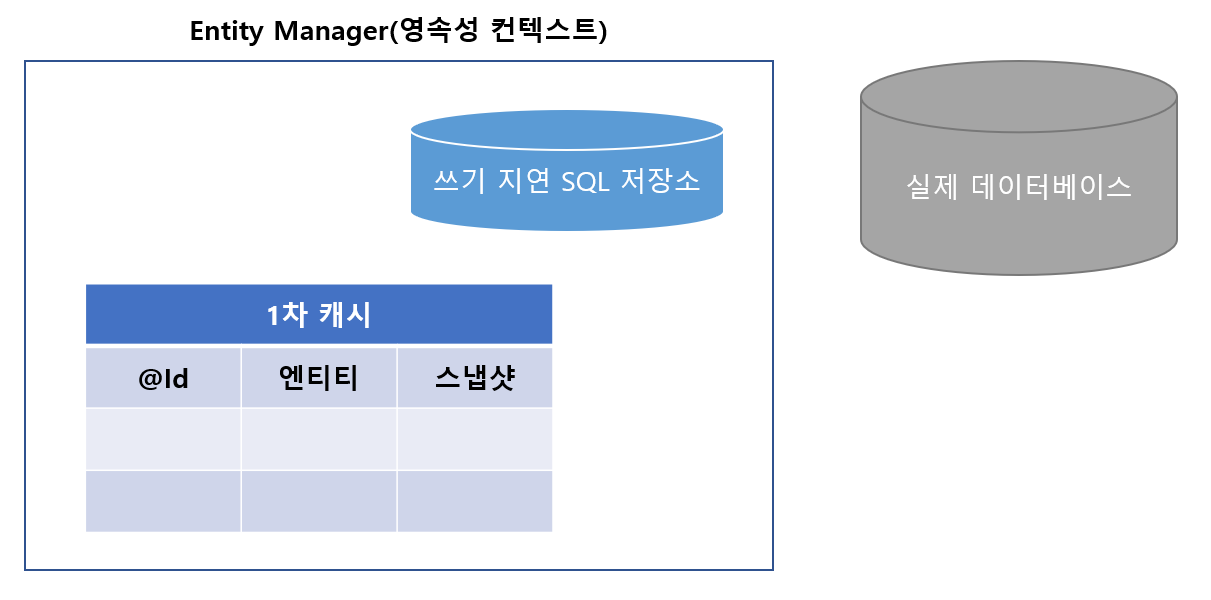 Entity Manager(영속성 컨텍스트)
쓰기 지연 SQL 저장소
실제 데이터베이스
1차 캐시
@Id 엔티티 스냅샷